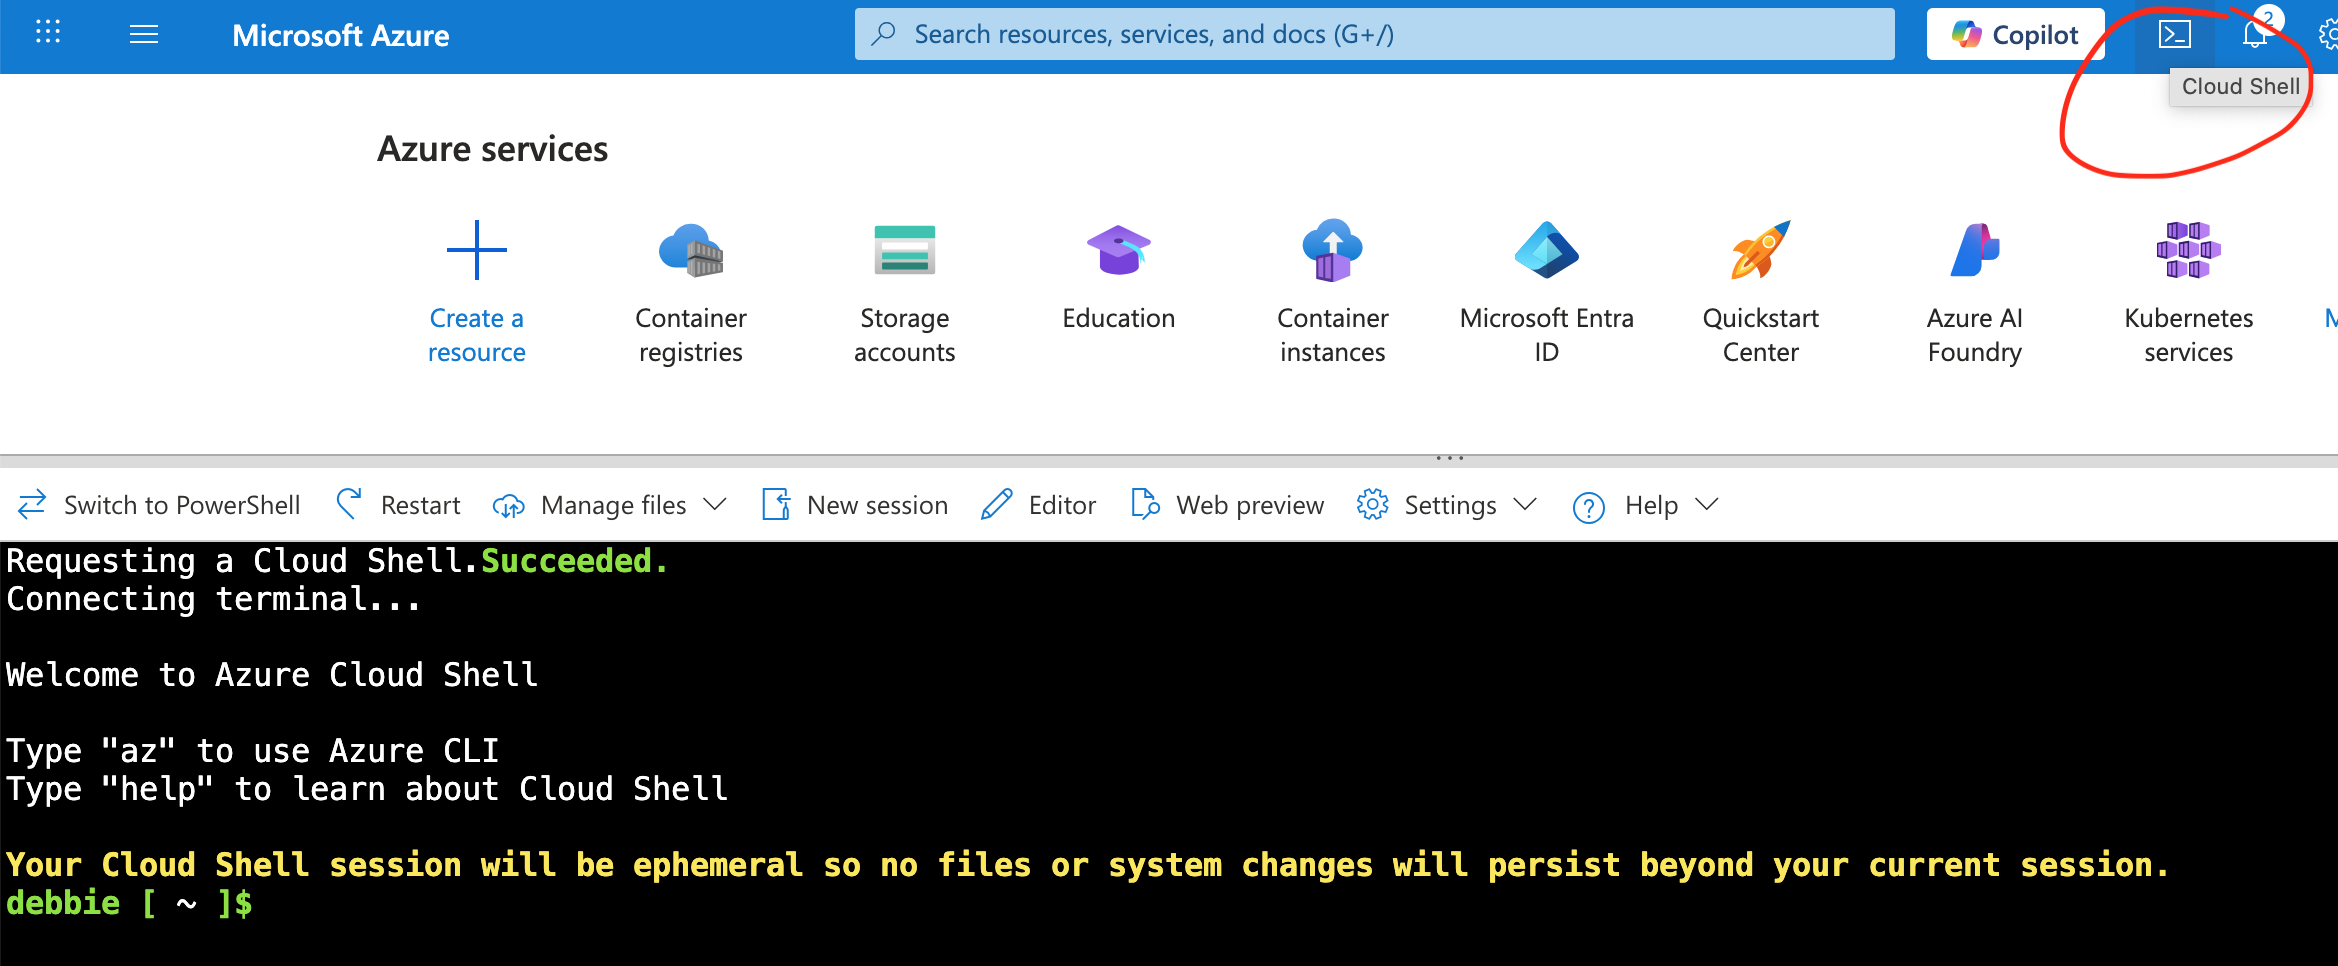 Microsoft Azure
Search resources, services, and docs (G+/)
Copilot
2
Cloud Shell
Azure services
Create a
resource
Container
registries
Storage
accounts
Education
Container
instances
Microsoft Entra
ID
Quickstart
Center
Azure AI
Foundry
Kubernetes
services
Switch to PowerShell
Restart
Manage files
New session
Editor
Web preview
Settings
Help
Requesting a Cloud Shell.Succeeded.
Connecting terminal...
Welcome to Azure Cloud Shell
Type "az" to use Azure CLI
Type "help" to learn about Cloud Shell
Your Cloud Shell session will be ephemeral so no files or system changes will persist beyond your current session.
debbie [ ~ ]$